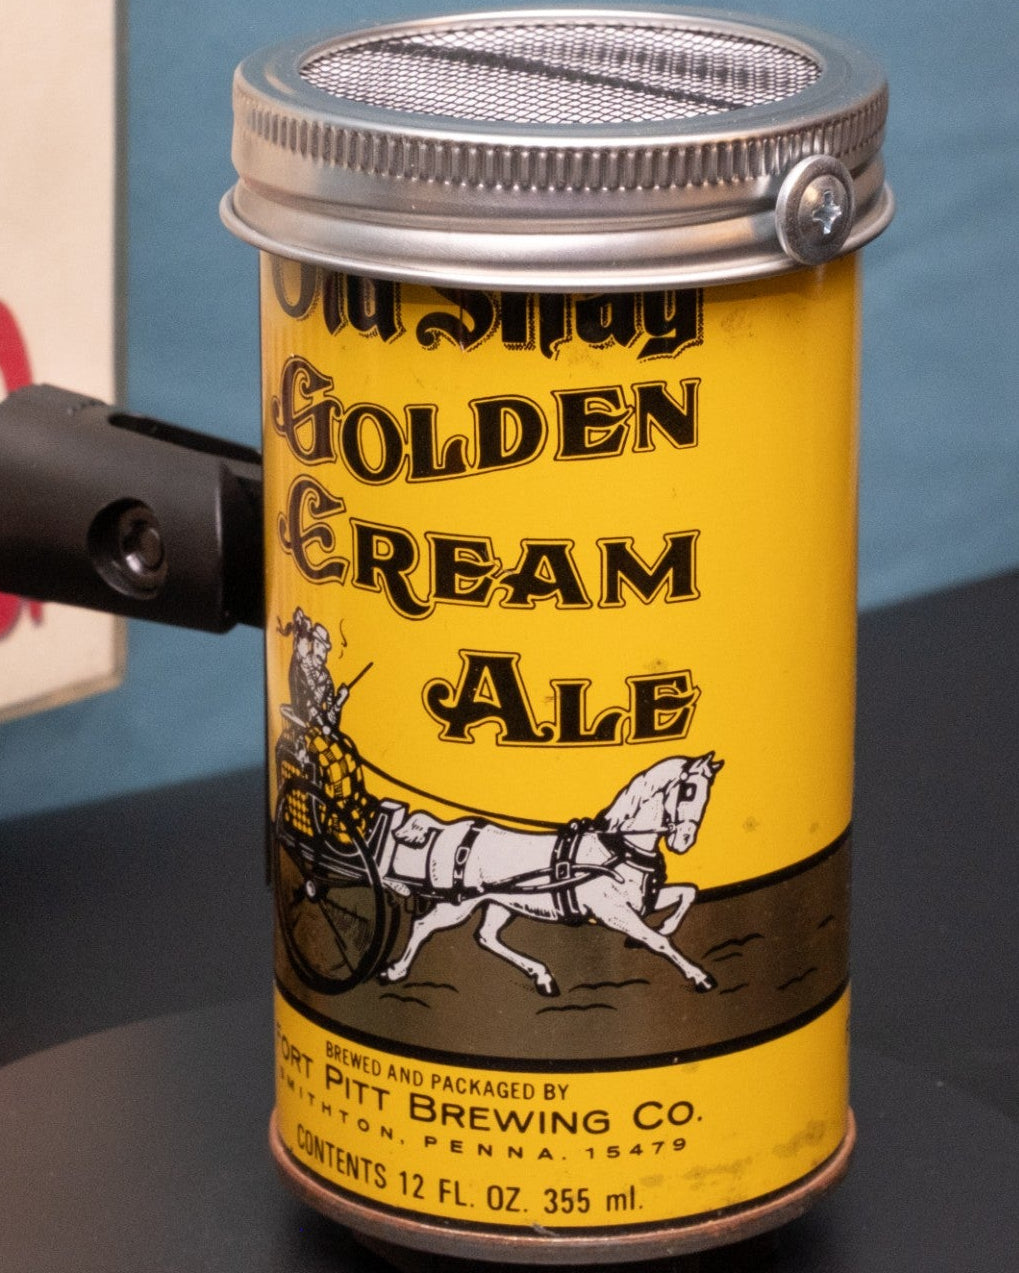 Old Shay
GOLDEN
CREAM
ALE
BREWED AND PACKAGED BY
FORT PITT BREWING CO.
SMITHTON, PENNA. 15479
CONTENTS 12 FL. OZ. 355 ml.